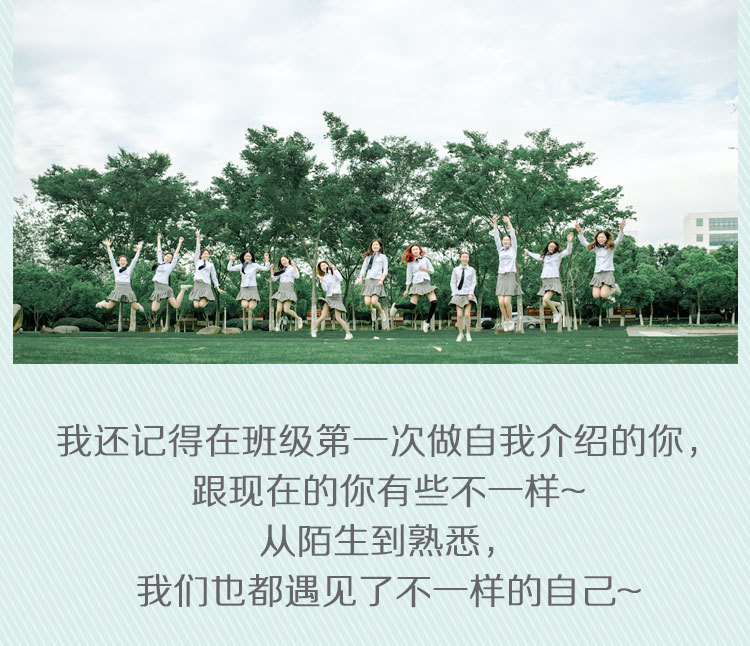 我还记得在班级第一次做自我介绍的你，
跟现在的你有些不一样~
从陌生到熟悉，
我们也都遇见了不一样的自己~